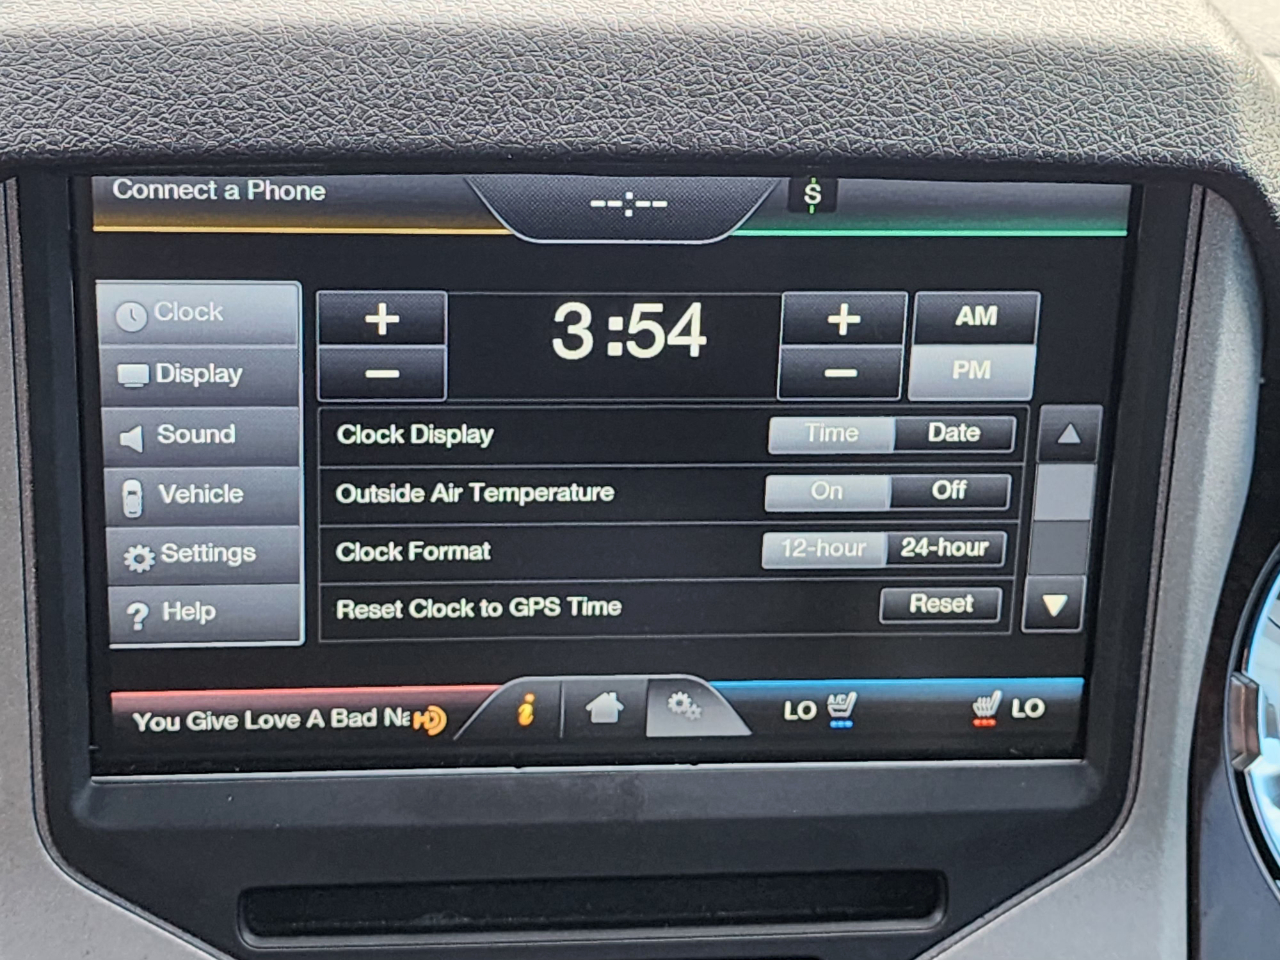 Connect a Phone --:-- S
Clock
Display
Sound
Vehicle
Settings
Help
+ 3:54 + AM
− − PM
Clock Display Time Date
Outside Air Temperature On Off
Clock Format 12-hour 24-hour
Reset Clock to GPS Time Reset
You Give Love A Bad Na HD i LO A/C LO